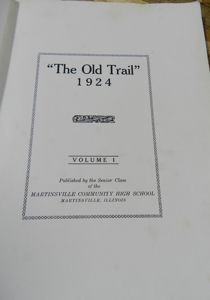 "The Old Trail"
1924
VOLUME I
Published by the Senior Class
of the
MARTINSVILLE COMMUNITY HIGH SCHOOL
MARTINSVILLE, ILLINOIS